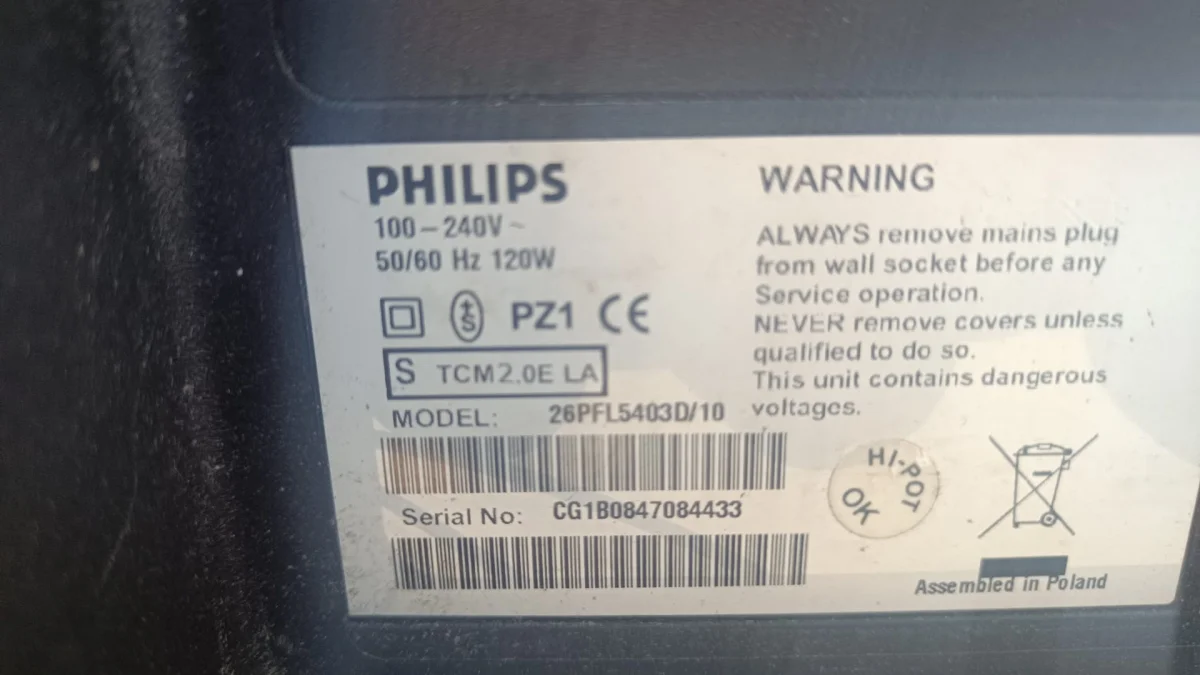 PHILIPS
100-240V~
50/60 Hz 120W
PZ1 CE
S TCM2.0E LA
MODEL: 26PFL5403D/10
Serial No: CG1B0847084433
WARNING
ALWAYS remove mains plug
from wall socket before any
Service operation.
NEVER remove covers unless
qualified to do so.
This unit contains dangerous
voltages.
HI-POT
OK
Assembled in Poland